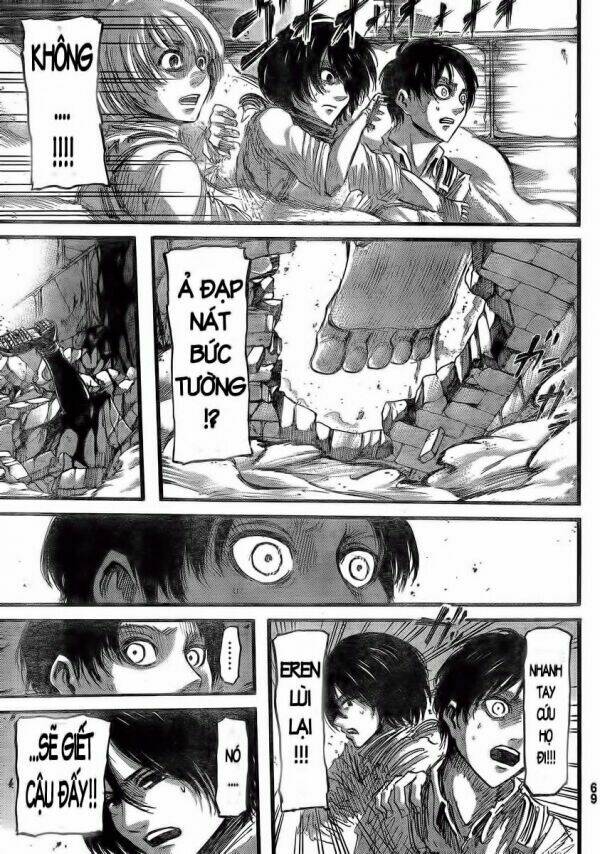 KHÔNG
....
!!!!
Ả ĐẠP
NÁT
BỨC
TƯỜNG
!?
NHANH
TAY
CỨU
HỌ
ĐI!!!
EREN
LÙI
LẠI
!!!
.....
NÓ
....
...SẼ GIẾT
CẬU ĐẤY!!
69